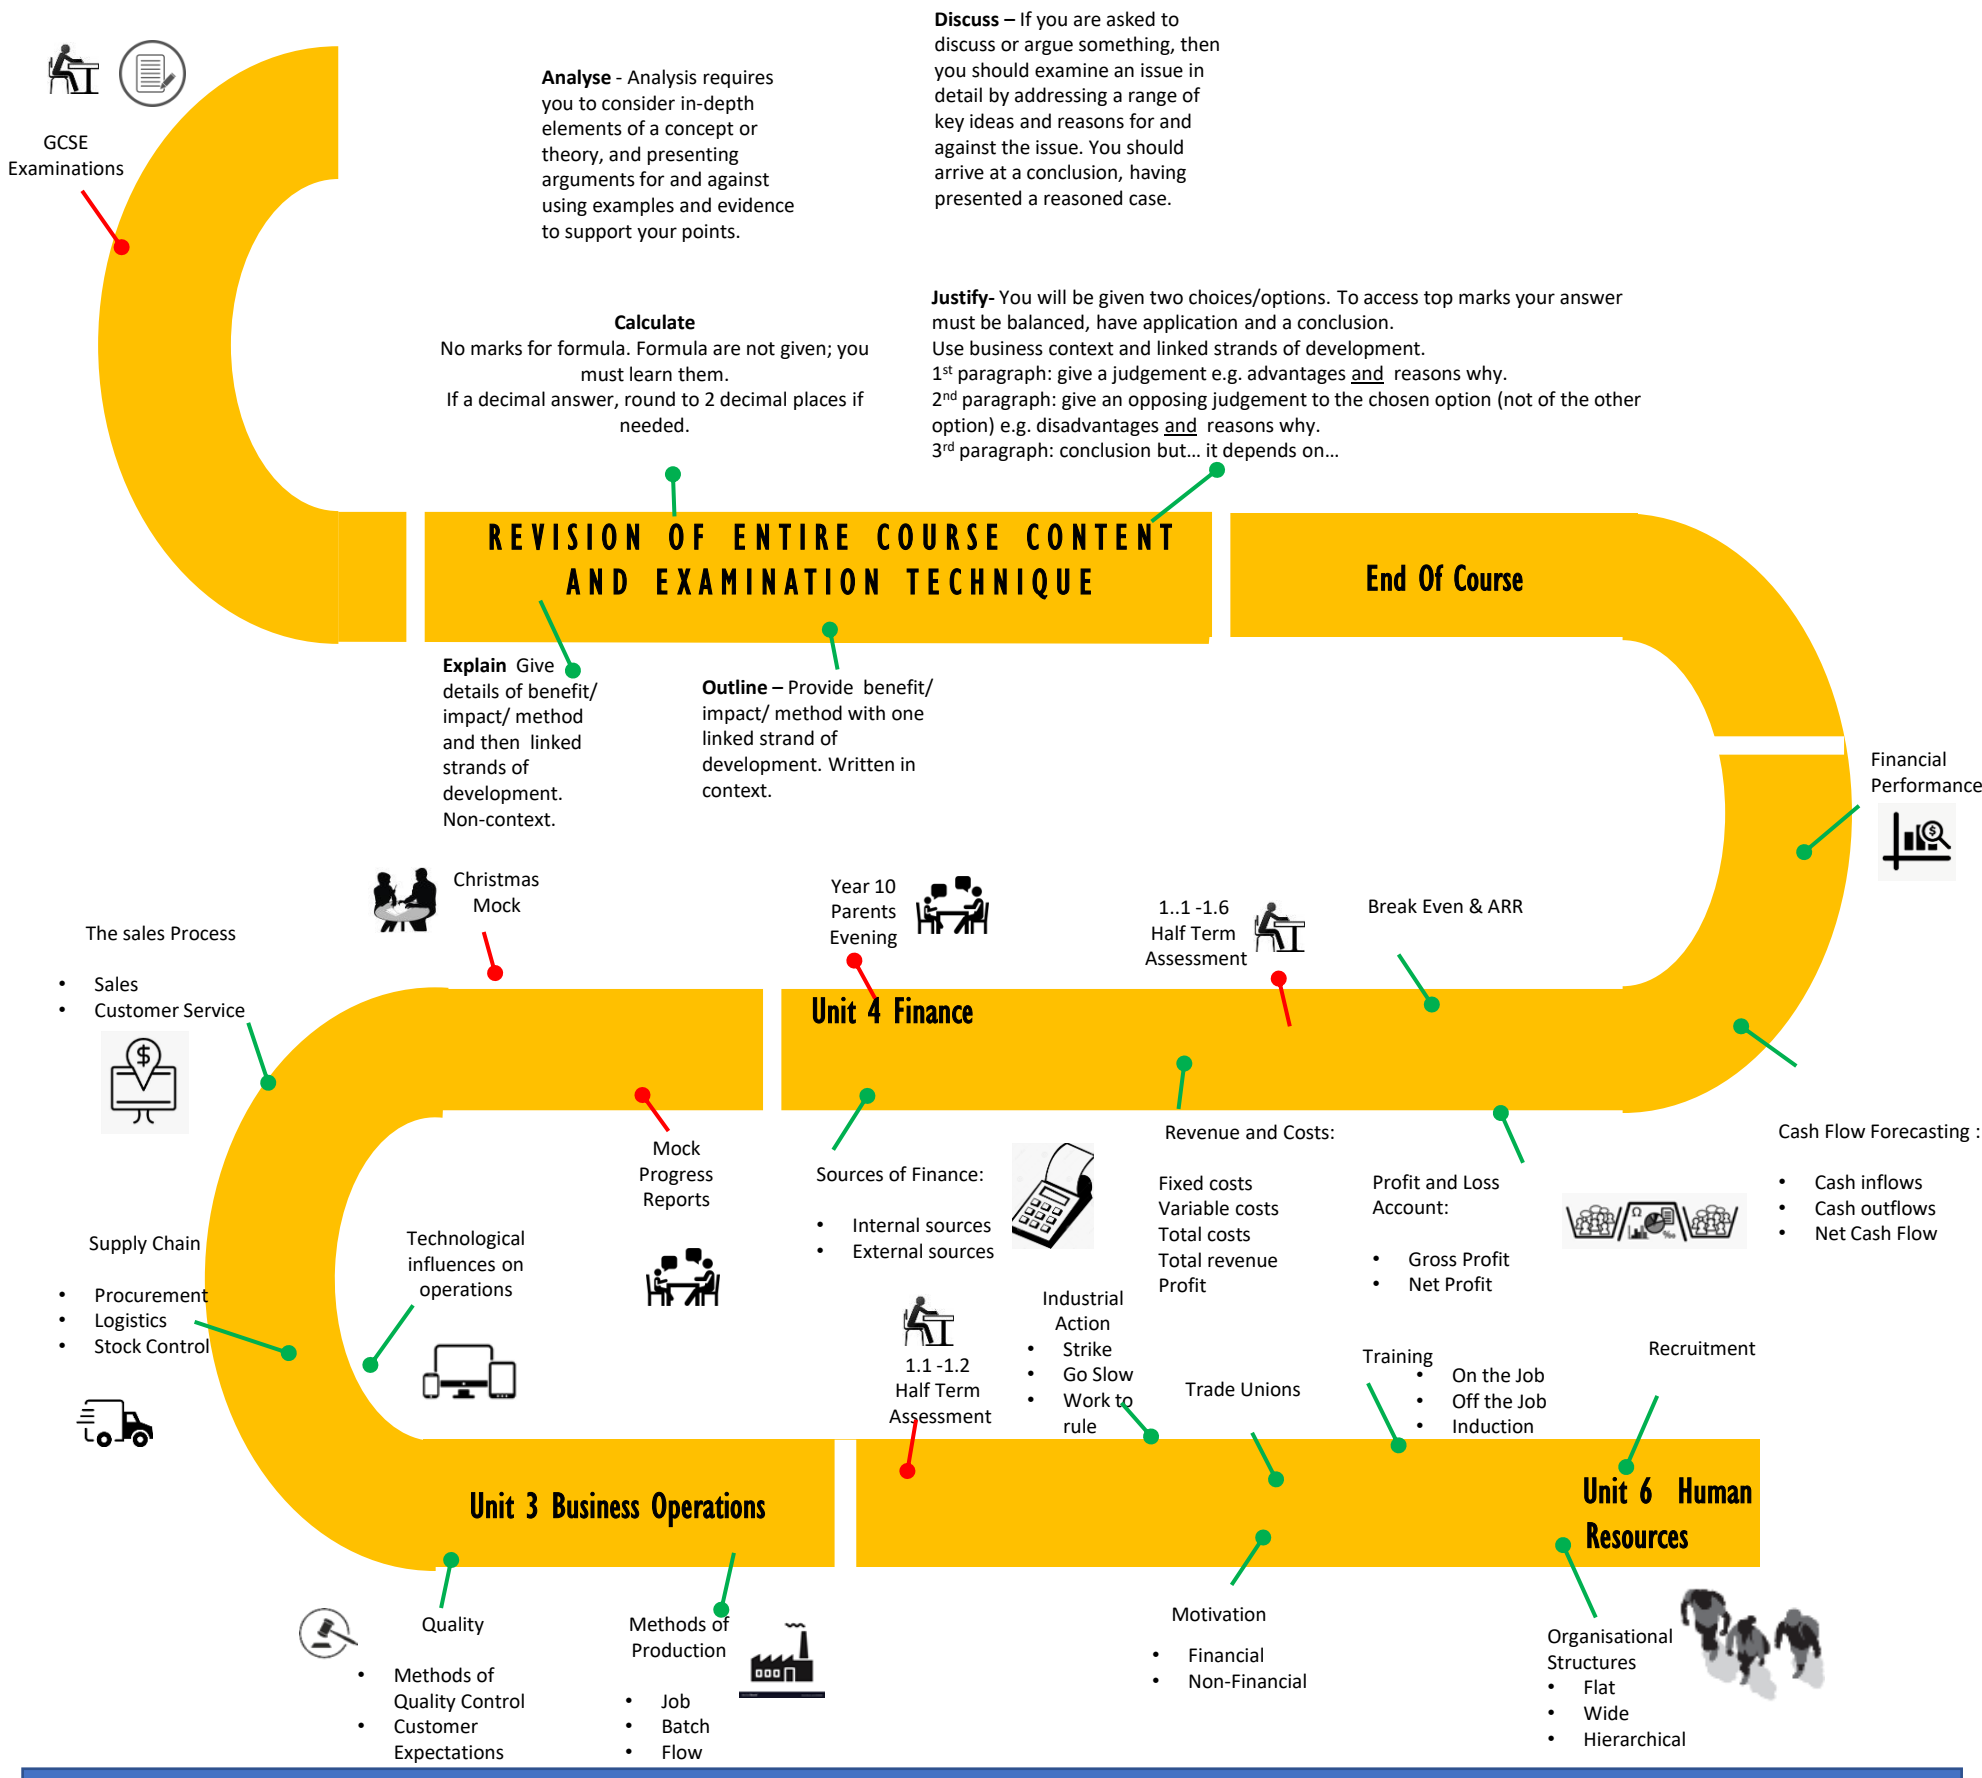 Discuss – If you are asked to
discuss or argue something, then
you should examine an issue in
detail by addressing a range of
key ideas and reasons for and
against the issue. You should
arrive at a conclusion, having
presented a reasoned case.
Analyse - Analysis requires
you to consider in-depth
elements of a concept or
theory, and presenting
arguments for and against
using examples and evidence
to support your points.
GCSE
Examinations
Calculate
No marks for formula. Formula are not given; you
must learn them.
If a decimal answer, round to 2 decimal places if
needed.
Justify- You will be given two choices/options. To access top marks your answer
must be balanced, have application and a conclusion.
Use business context and linked strands of development.
1st paragraph: give a judgement e.g. advantages and reasons why.
2nd paragraph: give an opposing judgement to the chosen option (not of the other
option) e.g. disadvantages and reasons why.
3rd paragraph: conclusion but... it depends on...
REVISION OF ENTIRE COURSE CONTENT
AND EXAMINATION TECHNIQUE
End Of Course
Explain Give
details of benefit/
impact/ method
and then linked
strands of
development.
Non-context.
Outline – Provide benefit/
impact/ method with one
linked strand of
development. Written in
context.
Financial
Performance
Christmas
Mock
Year 10
Parents
Evening
1..1 -1.6
Half Term
Assessment
Break Even & ARR
The sales Process
• Sales
• Customer Service
Unit 4 Finance
Mock
Progress
Reports
Sources of Finance:
• Internal sources
• External sources
Revenue and Costs:
Fixed costs
Variable costs
Total costs
Total revenue
Profit
Profit and Loss
Account:
• Gross Profit
• Net Profit
Cash Flow Forecasting :
• Cash inflows
• Cash outflows
• Net Cash Flow
Supply Chain
• Procurement
• Logistics
• Stock Control
Technological
influences on
operations
1.1 -1.2
Half Term
Assessment
Industrial
Action
• Strike
• Go Slow
• Work to
rule
Trade Unions
Training
• On the Job
• Off the Job
• Induction
Recruitment
Unit 3 Business Operations
Unit 6 Human
Resources
Quality
• Methods of
Quality Control
• Customer
Expectations
Methods of
Production
• Job
• Batch
• Flow
Motivation
• Financial
• Non-Financial
Organisational
Structures
• Flat
• Wide
• Hierarchical